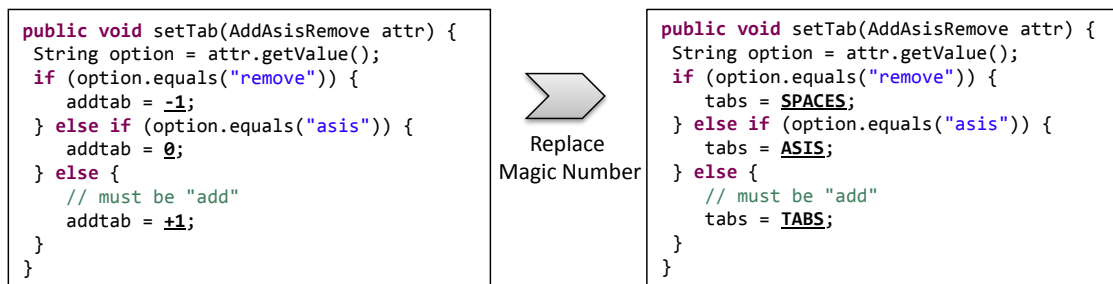 public void setTab(AddAsisRemove attr) {
String option = attr.getValue();
if (option.equals("remove")) {
addtab = -1;
} else if (option.equals("asis")) {
addtab = 0;
} else {
// must be "add"
addtab = +1;
}
}
Replace
Magic Number
public void setTab(AddAsisRemove attr) {
String option = attr.getValue();
if (option.equals("remove")) {
tabs = SPACES;
} else if (option.equals("asis")) {
tabs = ASIS;
} else {
// must be "add"
tabs = TABS;
}
}